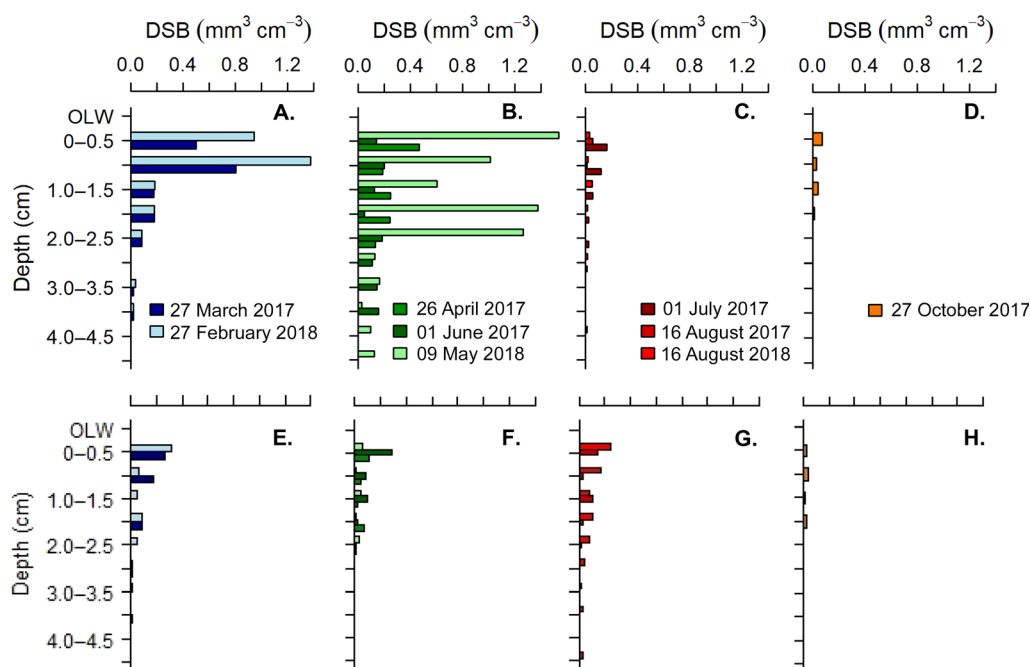 DSB (mm³ cm⁻³) DSB (mm³ cm⁻³) DSB (mm³ cm⁻³) DSB (mm³ cm⁻³)
0.0 0.4 0.8 1.2 0.0 0.4 0.8 1.2 0.0 0.4 0.8 1.2 0.0 0.4 0.8 1.2
OLW A. B. C. D.
0–0.5
1.0–1.5
Depth (cm)
2.0–2.5
3.0–3.5
4.0–4.5
27 March 2017
27 February 2018
26 April 2017
01 June 2017
09 May 2018
01 July 2017
16 August 2017
16 August 2018
27 October 2017
OLW E. F. G. H.
0–0.5
1.0–1.5
Depth (cm)
2.0–2.5
3.0–3.5
4.0–4.5